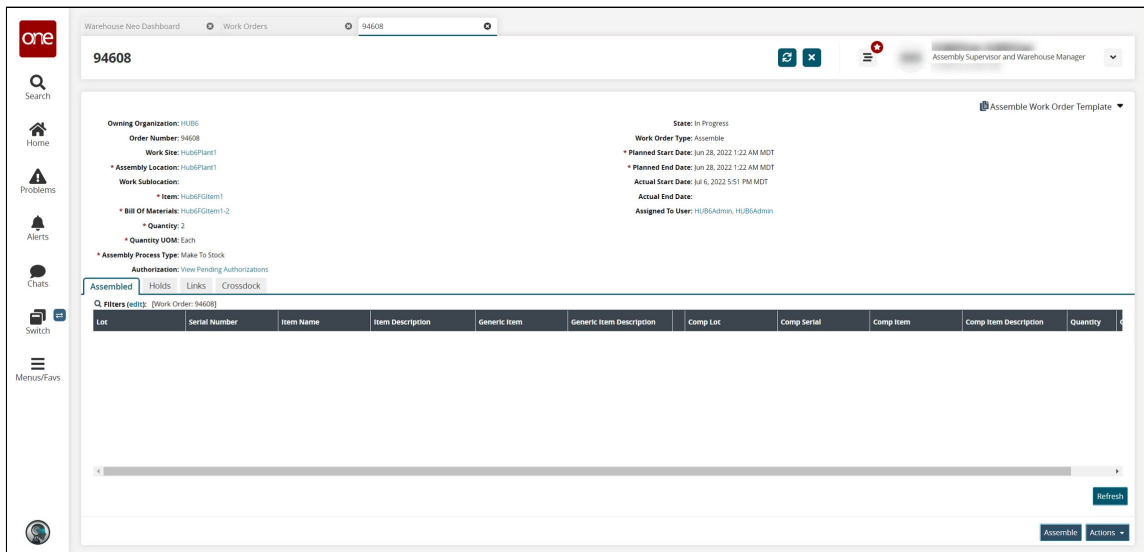 one
Search
Home
Problems
Alerts
Chats
Switch
Menus/Favs
Warehouse Neo Dashboard
Work Orders
94608
94608
Assembly Supervisor and Warehouse Manager
Assemble Work Order Template
Owning Organization: HUB6
Order Number: 94608
Work Site: Hub6Plant1
* Assembly Location: Hub6Plant1
Work Sublocation:
* Item: Hub6FGItem1
* Bill Of Materials: Hub6FGItem1-2
* Quantity: 2
* Quantity UOM: Each
* Assembly Process Type: Make To Stock
Authorization: View Pending Authorizations
State: In Progress
Work Order Type: Assemble
* Planned Start Date: Jun 28, 2022 1:22 AM MDT
* Planned End Date: Jun 28, 2022 1:22 AM MDT
Actual Start Date: Jul 6, 2022 5:51 PM MDT
Actual End Date:
Assigned To User: HUB6Admin, HUB6Admin
Assembled Holds Links Crossdock
Filters (edit): [Work Order: 94608]
Lot Serial Number Item Name Item Description Generic Item Generic Item Description Comp Lot Comp Serial Comp Item Comp Item Description Quantity
Refresh
Assemble Actions